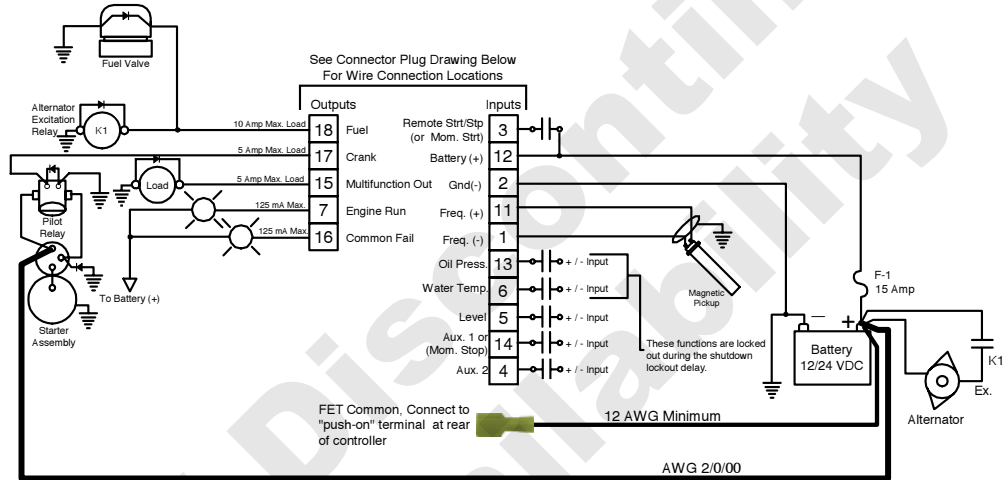 Fuel Valve
See Connector Plug Drawing Below
For Wire Connection Locations
Alternator
Excitation
Relay
K1
Outputs
Inputs
10 Amp Max. Load
18
Fuel
Remote Strt/Stp
(or Mom. Strt)
3
5 Amp Max. Load
17
Crank
Battery (+)
12
Load
5 Amp Max. Load
15
Multifunction Out
Gnd(-)
2
125 mA Max.
7
Engine Run
Freq. (+)
11
125 mA Max.
16
Common Fail
Freq. (-)
1
Pilot
Relay
Oil Press.
13
+ / - Input
Water Temp.
6
+ / - Input
Level
5
+ / - Input
Aux. 1 or
(Mom. Stop)
14
+ / - Input
Aux. 2
4
+ / - Input
To Battery (+)
Starter
Assembly
Magnetic
Pickup
F-1
15 Amp
These functions are locked
out during the shutdown
lockout delay.
— +
Battery
12/24 VDC
K1
Ex.
Alternator
FET Common, Connect to
"push-on" terminal at rear
of controller
12 AWG Minimum
AWG 2/0/00